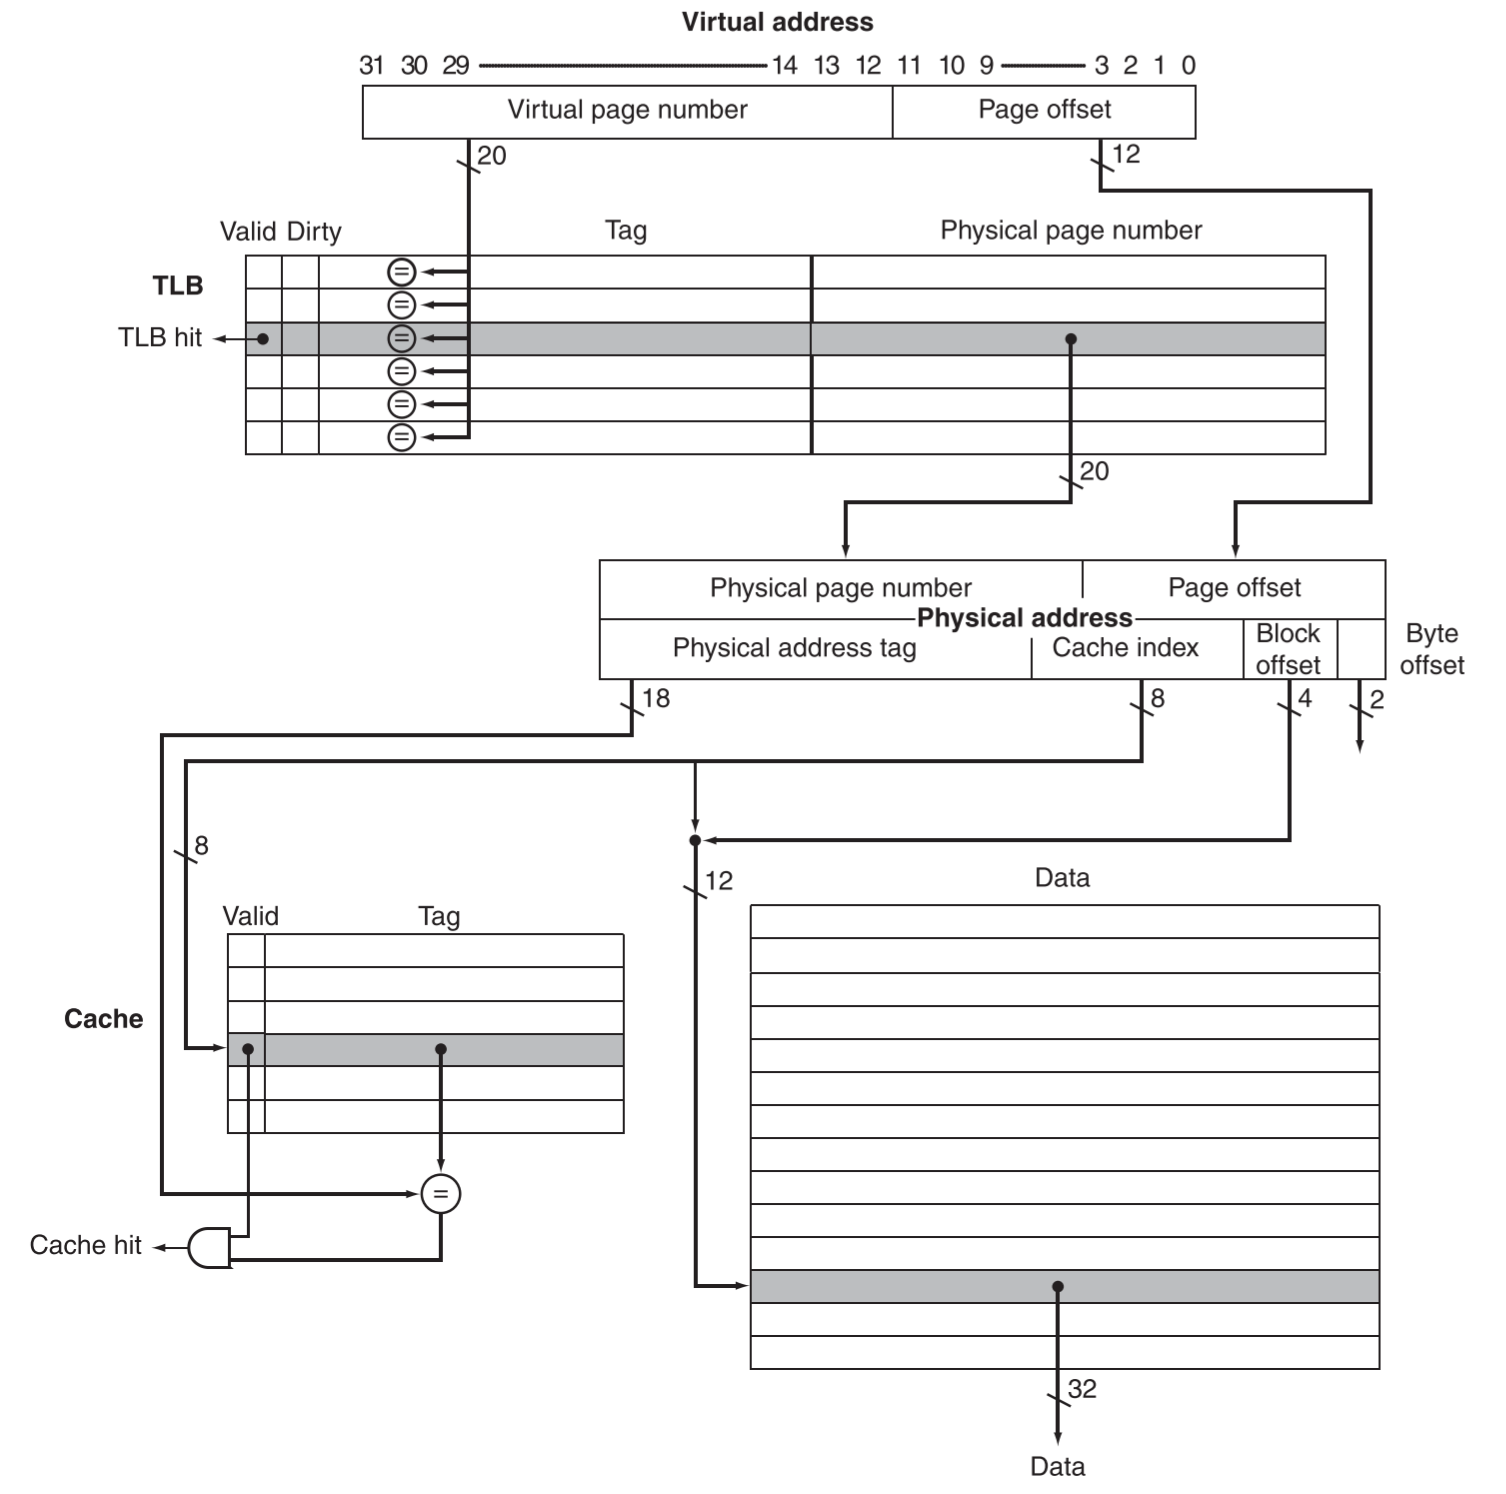 Virtual address
31 30 29 14 13 12 11 10 9 3 2 1 0
Virtual page number Page offset
20 12
Valid Dirty Tag Physical page number
TLB
=
=
TLB hit =
=
=
=
20
Physical page number Page offset
Physical address
Physical address tag Cache index Block offset Byte offset
18 8 4 2
8
12
Data
Valid Tag
Cache
=
Cache hit
32
Data